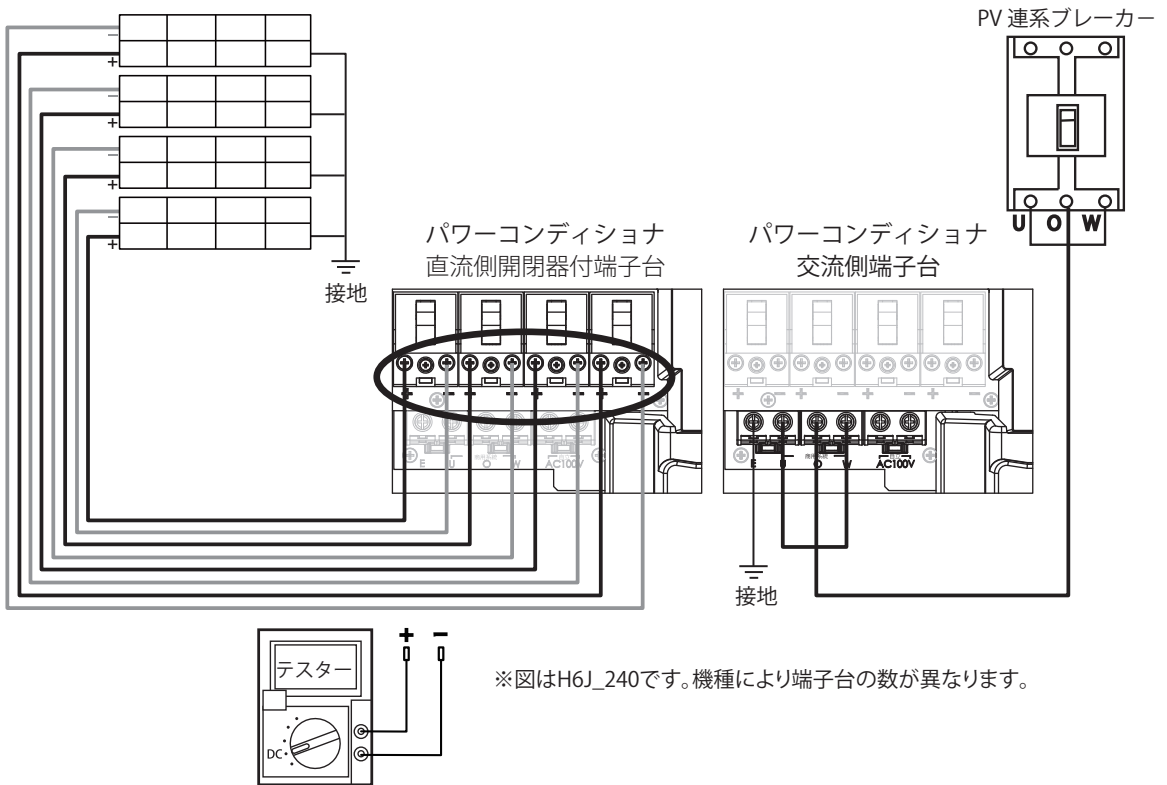 PV 連系ブレーカー
−
+
−
+
−
+
−
+
接地
U O W
パワーコンディショナ
直流側開閉器付端子台
パワーコンディショナ
交流側端子台
+ − + − + − + −
E U O W AC100V
+ − + − + − + −
E U O W AC100V
接地
+ −
テスター
DC
※図はH6J_240です。機種により端子台の数が異なります。